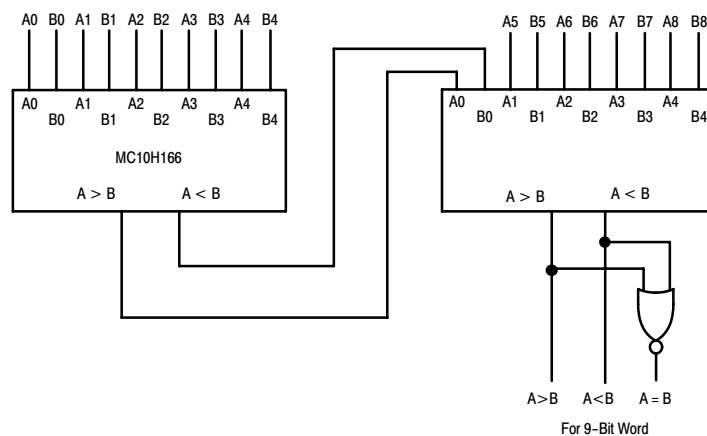 A0 B0 A1 B1 A2 B2 A3 B3 A4 B4
A5 B5 A6 B6 A7 B7 A8 B8
A0 A1 A2 A3 A4
B0 B1 B2 B3 B4
A0 A1 A2 A3 A4
B0 B1 B2 B3 B4
MC10H166
A > B A < B
A > B A < B
A>B A<B A = B
For 9-Bit Word